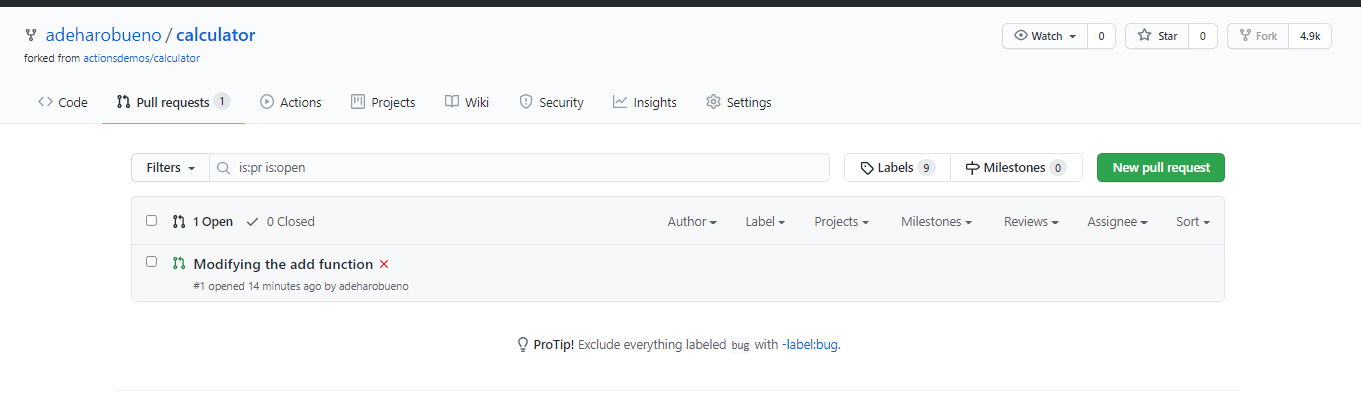 adeharobueno / calculator
Watch 0 Star 0 Fork 4.9k
forked from actionsdemos/calculator
Code Pull requests 1 Actions Projects Wiki Security Insights Settings
Filters is:pr is:open Labels 9 Milestones 0 New pull request
1 Open 0 Closed Author Label Projects Milestones Reviews Assignee Sort
Modifying the add function
#1 opened 14 minutes ago by adeharobueno
ProTip! Exclude everything labeled bug with -label:bug.